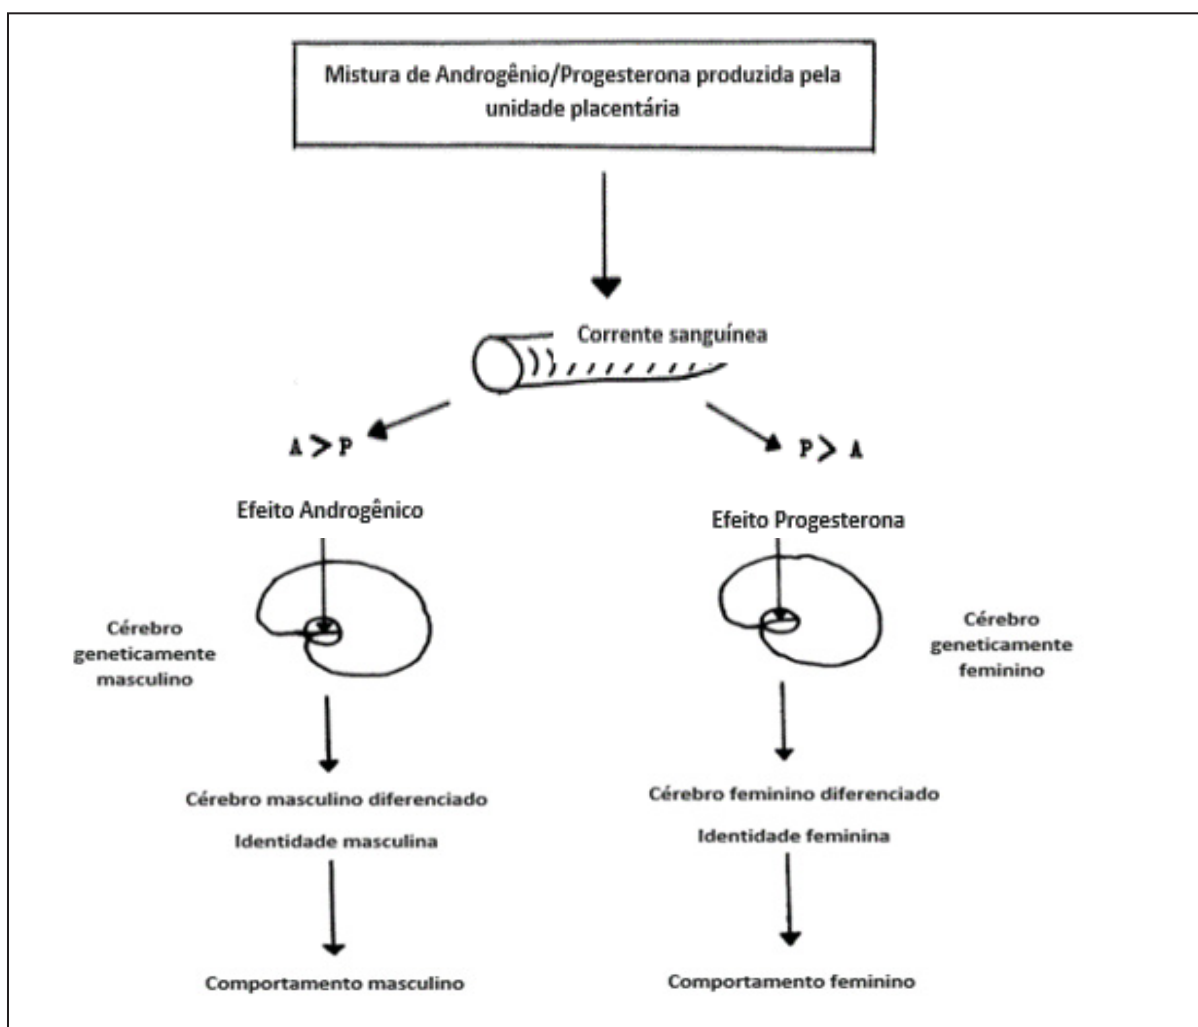 Mistura de Androgênio/Progesterona produzida pela
unidade placentária
Corrente sanguínea
A > P
P > A
Efeito Androgênico
Efeito Progesterona
Cérebro
geneticamente
masculino
Cérebro
geneticamente
feminino
Cérebro masculino diferenciado
Cérebro feminino diferenciado
Identidade masculina
Identidade feminina
Comportamento masculino
Comportamento feminino